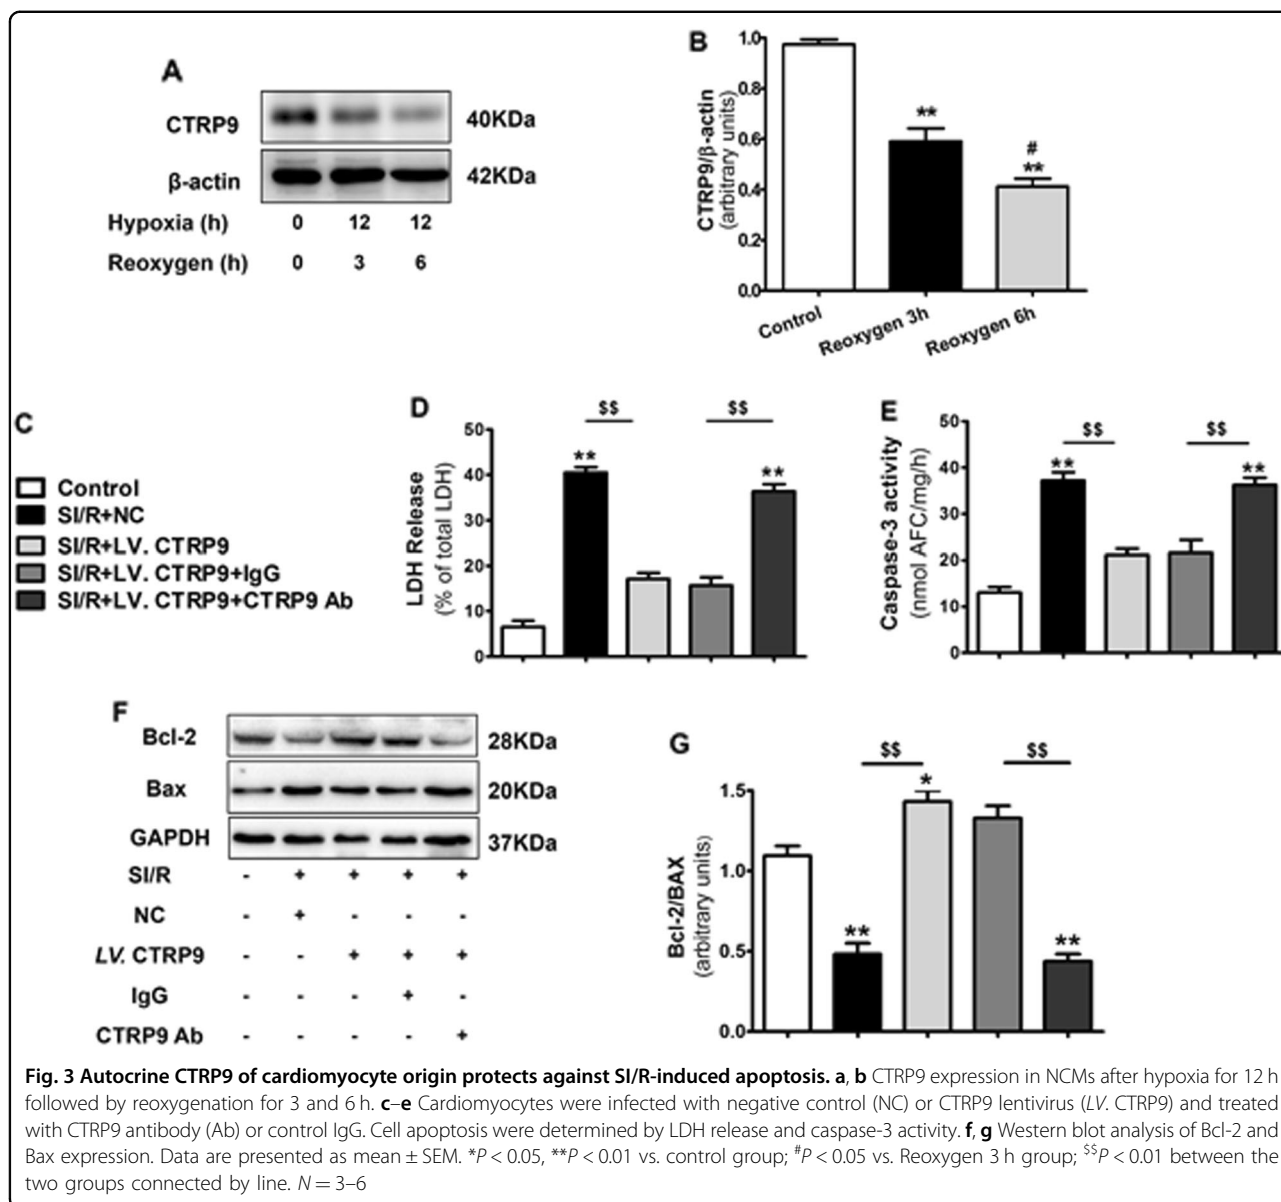 A
CTRP9
40KDa
β-actin
42KDa
Hypoxia (h) 0 12 12
Reoxygen (h) 0 3 6
B
CTRP9/β-actin
(arbitrary units)
1.0
0.8
0.6
0.4
0.2
0.0
**
#
**
Control
Reoxygen 3h
Reoxygen 6h
C
Control
SI/R+NC
SI/R+LV. CTRP9
SI/R+LV. CTRP9+IgG
SI/R+LV. CTRP9+CTRP9 Ab
D
LDH Release
(% of total LDH)
50
40
30
20
10
0
$$
$$
**
**
E
Caspase-3 activity
(nmol AFC/mg/h)
50
40
30
20
10
0
$$
$$
**
**
F
Bcl-2
28KDa
Bax
20KDa
GAPDH
37KDa
SI/R - + + + +
NC - + - - -
LV. CTRP9 - - + + +
IgG - - - + -
CTRP9 Ab - - - - +
G
Bcl-2/BAX
(arbitrary units)
1.5
1.0
0.5
0.0
$$
$$
**
*
**
Fig. 3 Autocrine CTRP9 of cardiomyocyte origin protects against SI/R-induced apoptosis. a, b CTRP9 expression in NCMs after hypoxia for 12 h
followed by reoxygenation for 3 and 6 h. c–e Cardiomyocytes were infected with negative control (NC) or CTRP9 lentivirus (LV. CTRP9) and treated
with CTRP9 antibody (Ab) or control IgG. Cell apoptosis were determined by LDH release and caspase-3 activity. f, g Western blot analysis of Bcl-2 and
Bax expression. Data are presented as mean ± SEM. *P < 0.05, **P < 0.01 vs. control group; #P < 0.05 vs. Reoxygen 3 h group; $$P < 0.01 between the
two groups connected by line. N = 3–6